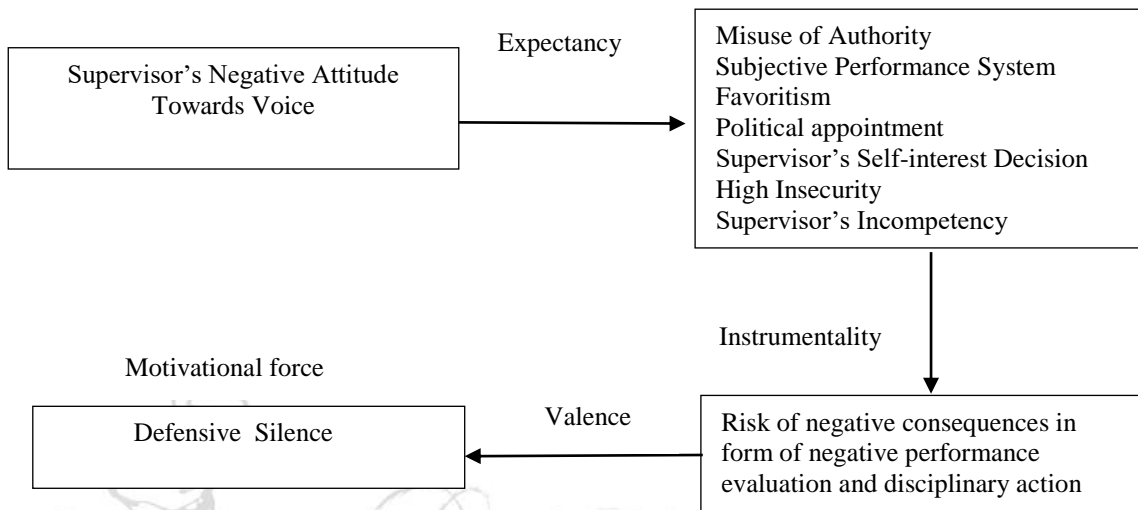 Supervisor's Negative Attitude
Towards Voice
Expectancy
Misuse of Authority
Subjective Performance System
Favoritism
Political appointment
Supervisor's Self-interest Decision
High Insecurity
Supervisor's Incompetency
Instrumentality
Risk of negative consequences in
form of negative performance
evaluation and disciplinary action
Valence
Motivational force
Defensive Silence